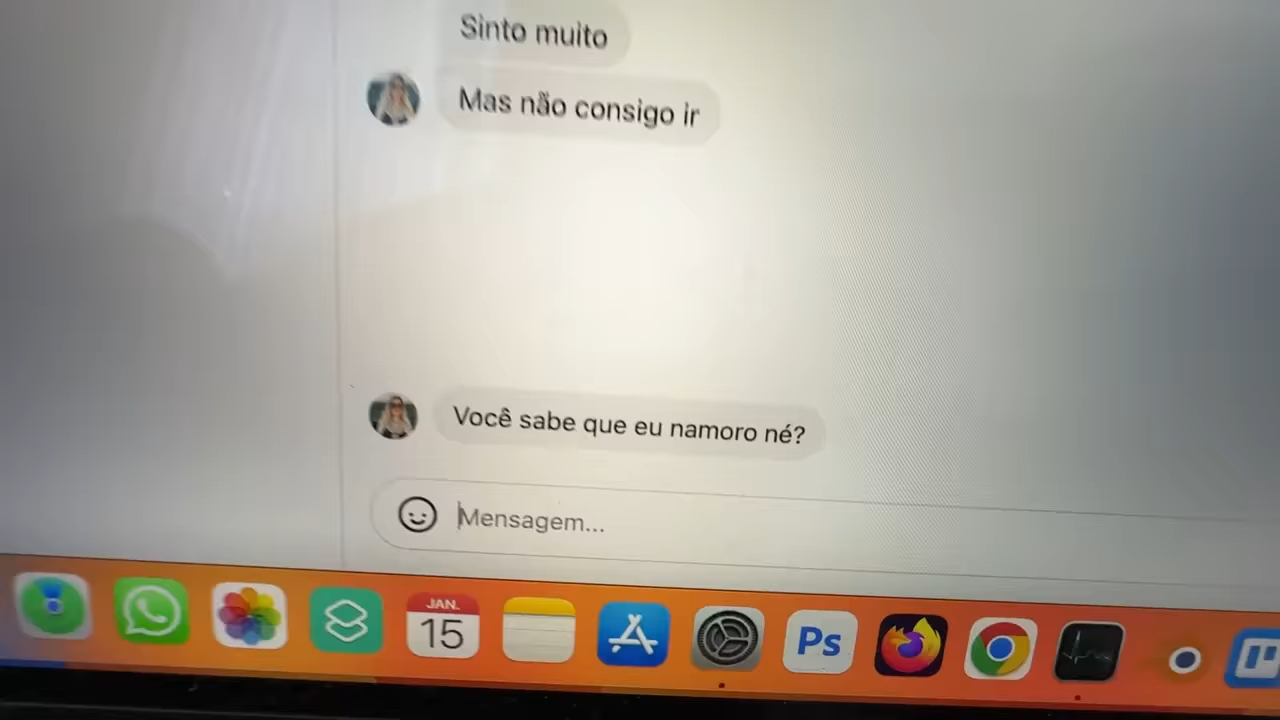 Sinto muito
Mas não consigo ir
Você sabe que eu namoro né?
Mensagem...
JAN.
15
Ps